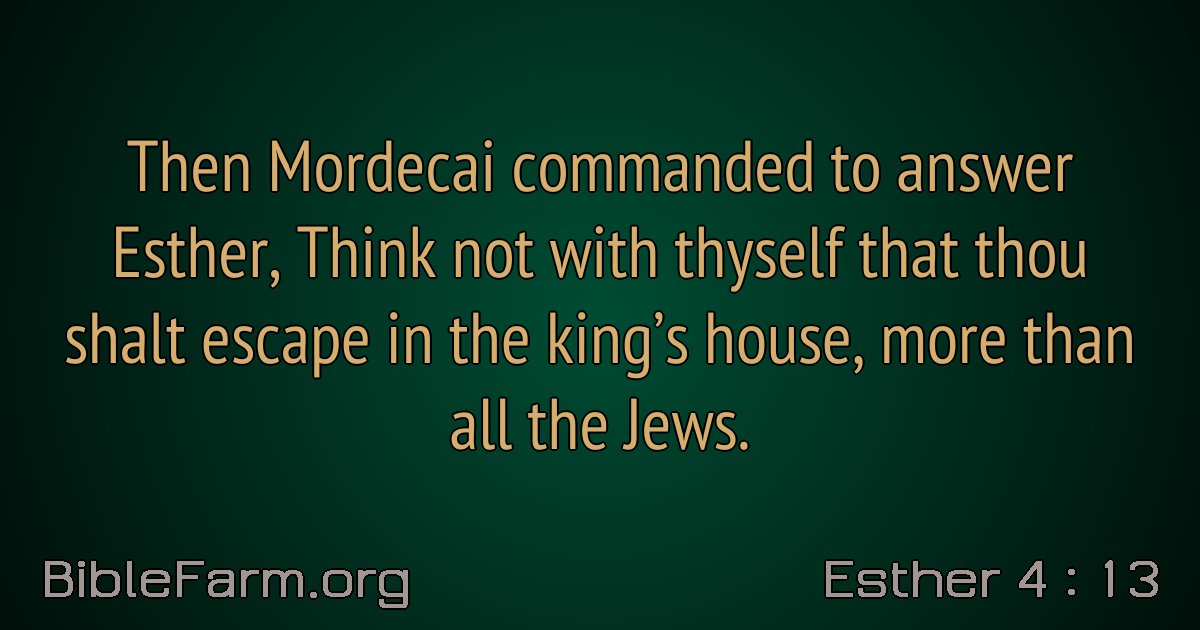 Then Mordecai commanded to answer
Esther, Think not with thyself that thou
shalt escape in the king’s house, more than
all the Jews.
BibleFarm.org
Esther 4 : 13